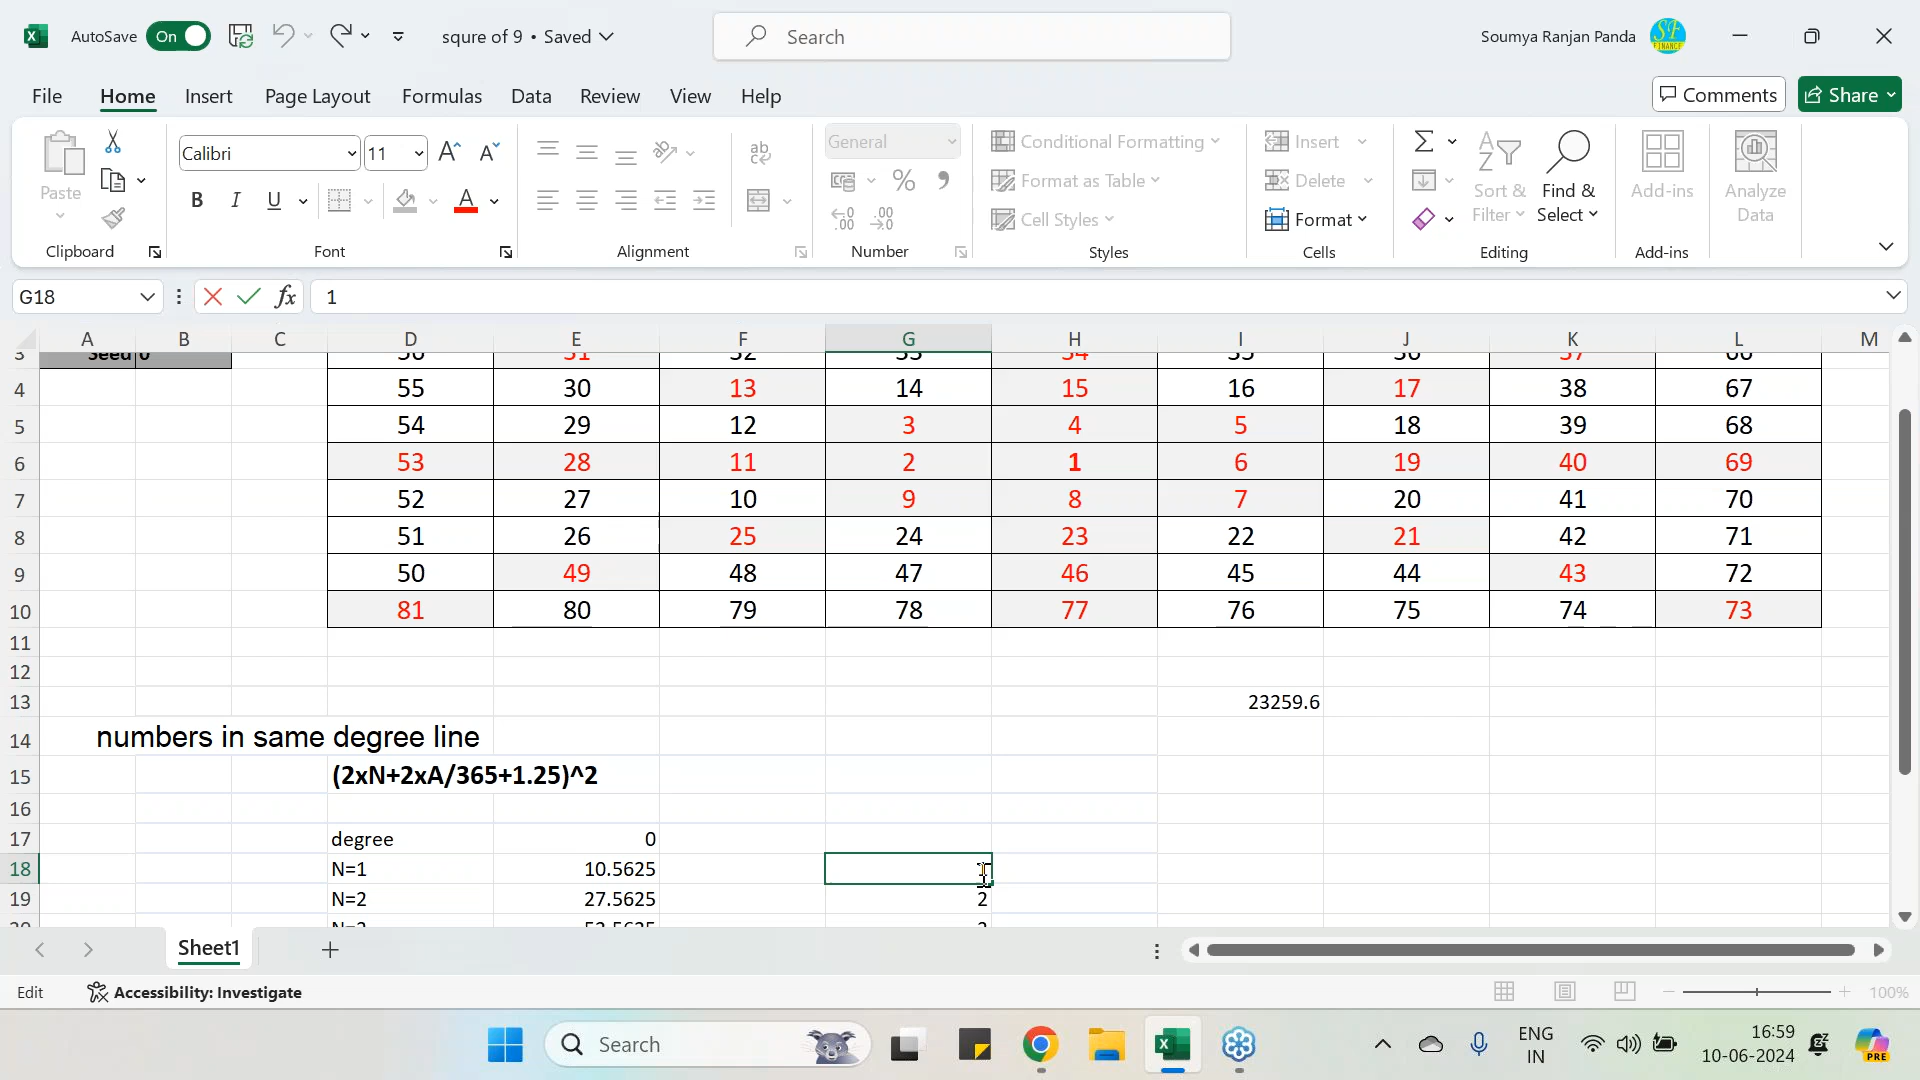 AutoSave On squre of 9 • Saved Search Soumya Ranjan Panda SF FINANCE
File Home Insert Page Layout Formulas Data Review View Help Comments Share
Paste Calibri 11 General Conditional Formatting Insert
B I U Format as Table Delete Sort & Find & Add-ins Analyze
Cell Styles Format Filter Select Data
Clipboard Font Alignment Number Styles Cells Editing Add-ins
G18 fx 1
A B C D E F G H I J K L M
3 Seed 0 31 32 33 34 35 36 37 66
4 55 30 13 14 15 16 17 38 67
5 54 29 12 3 4 5 18 39 68
6 53 28 11 2 1 6 19 40 69
7 52 27 10 9 8 7 20 41 70
8 51 26 25 24 23 22 21 42 71
9 50 49 48 47 46 45 44 43 72
10 81 80 79 78 77 76 75 74 73
11
12
13 23259.6
14 numbers in same degree line
15 (2xN+2xA/365+1.25)^2
16
17 degree 0
18 N=1 10.5625 1
19 N=2 27.5625 2
Sheet1
Edit Accessibility: Investigate 100%
Search ENG 16:59
IN 10-06-2024 PRE